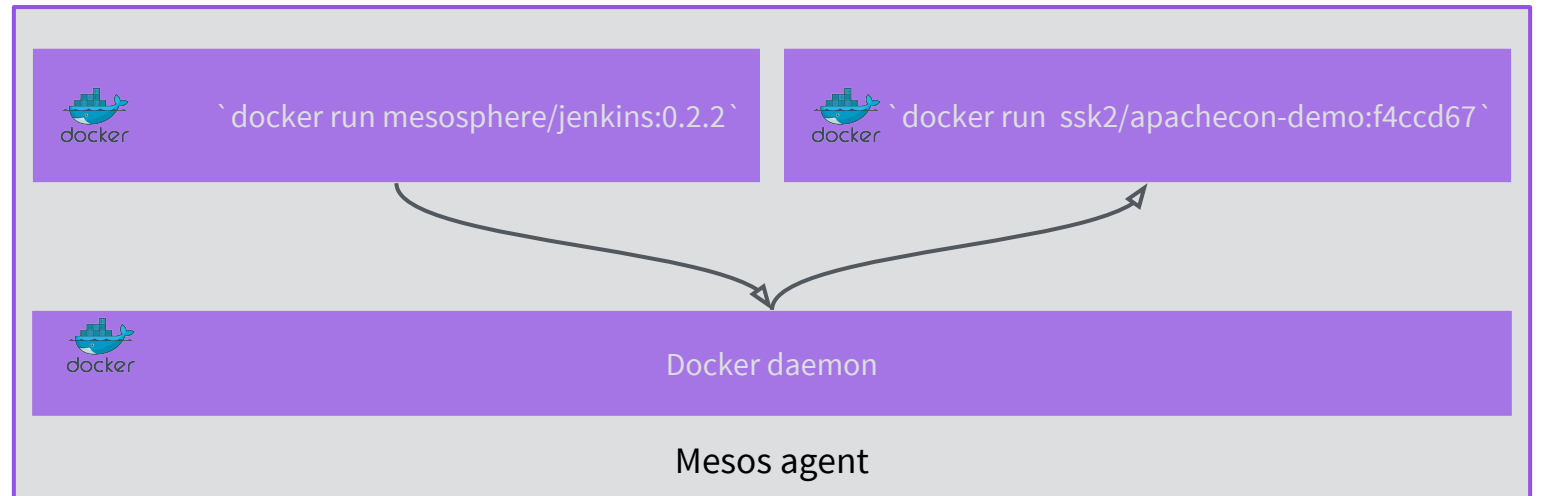 docker
`docker run mesosphere/jenkins:0.2.2`
docker
`docker run  ssk2/apachecon-demo:f4ccd67`
docker
Docker daemon
Mesos agent